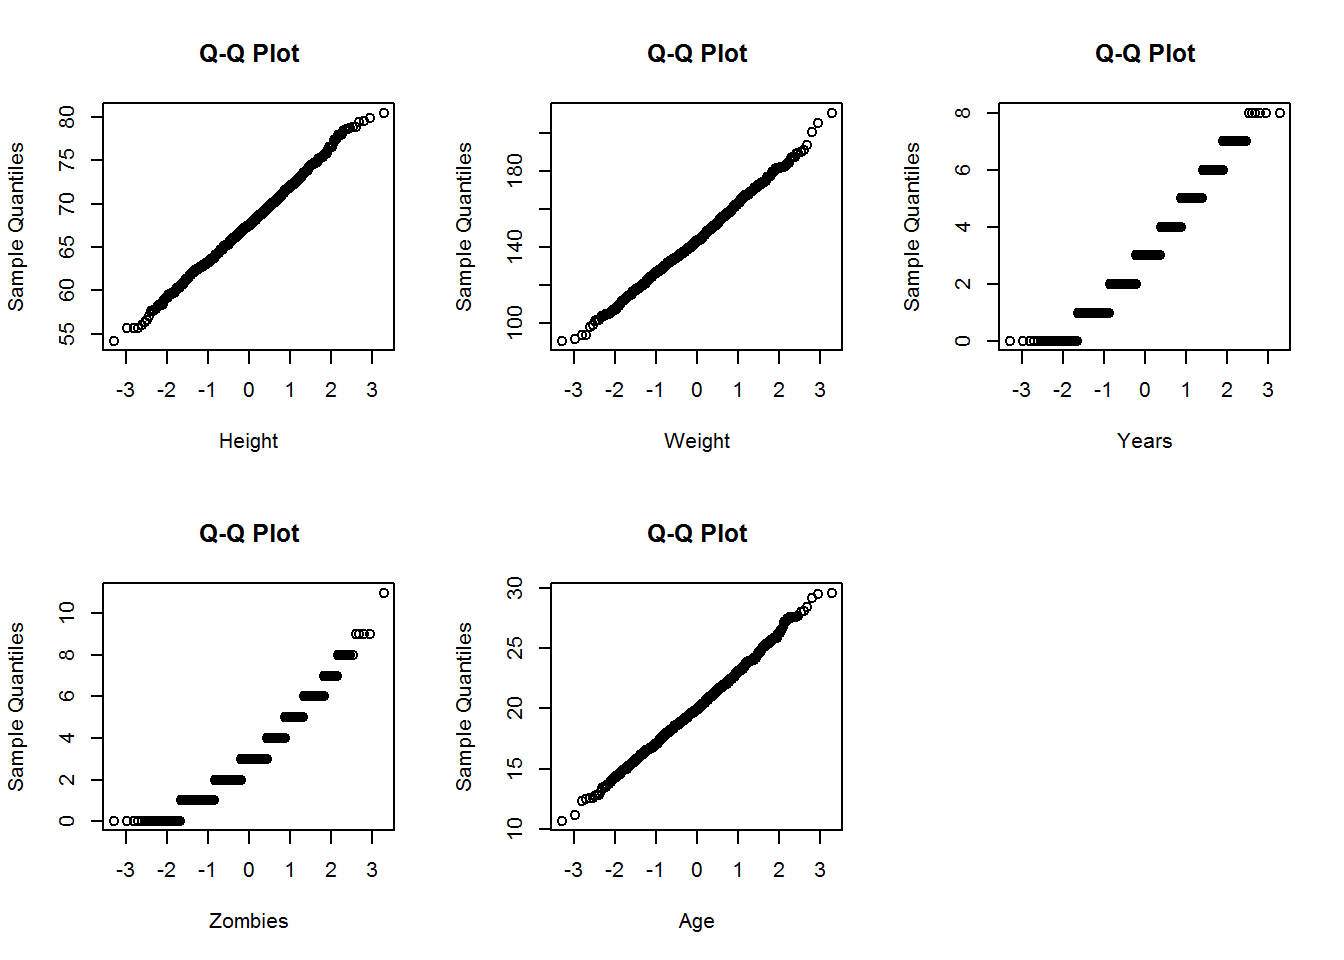 Q-Q Plot
Sample Quantiles
80
75
70
65
60
55
-3 -2 -1 0 1 2 3
Height
Q-Q Plot
Sample Quantiles
180
140
100
-3 -2 -1 0 1 2 3
Weight
Q-Q Plot
Sample Quantiles
8
6
4
2
0
-3 -2 -1 0 1 2 3
Years
Q-Q Plot
Sample Quantiles
10
8
6
4
2
0
-3 -2 -1 0 1 2 3
Zombies
Q-Q Plot
Sample Quantiles
30
25
20
15
10
-3 -2 -1 0 1 2 3
Age